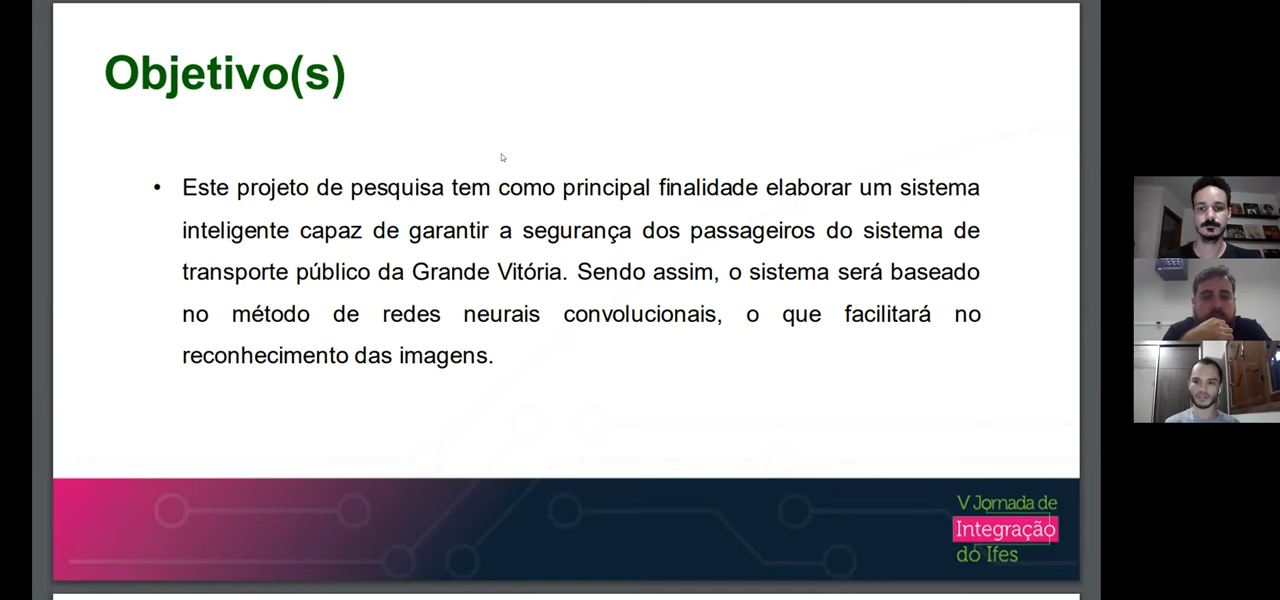 Objetivo(s)
• Este projeto de pesquisa tem como principal finalidade elaborar um sistema
inteligente capaz de garantir a segurança dos passageiros do sistema de
transporte público da Grande Vitória. Sendo assim, o sistema será baseado
no método de redes neurais convolucionais, o que facilitará no
reconhecimento das imagens.
V Jornada de
Integração
do Ifes